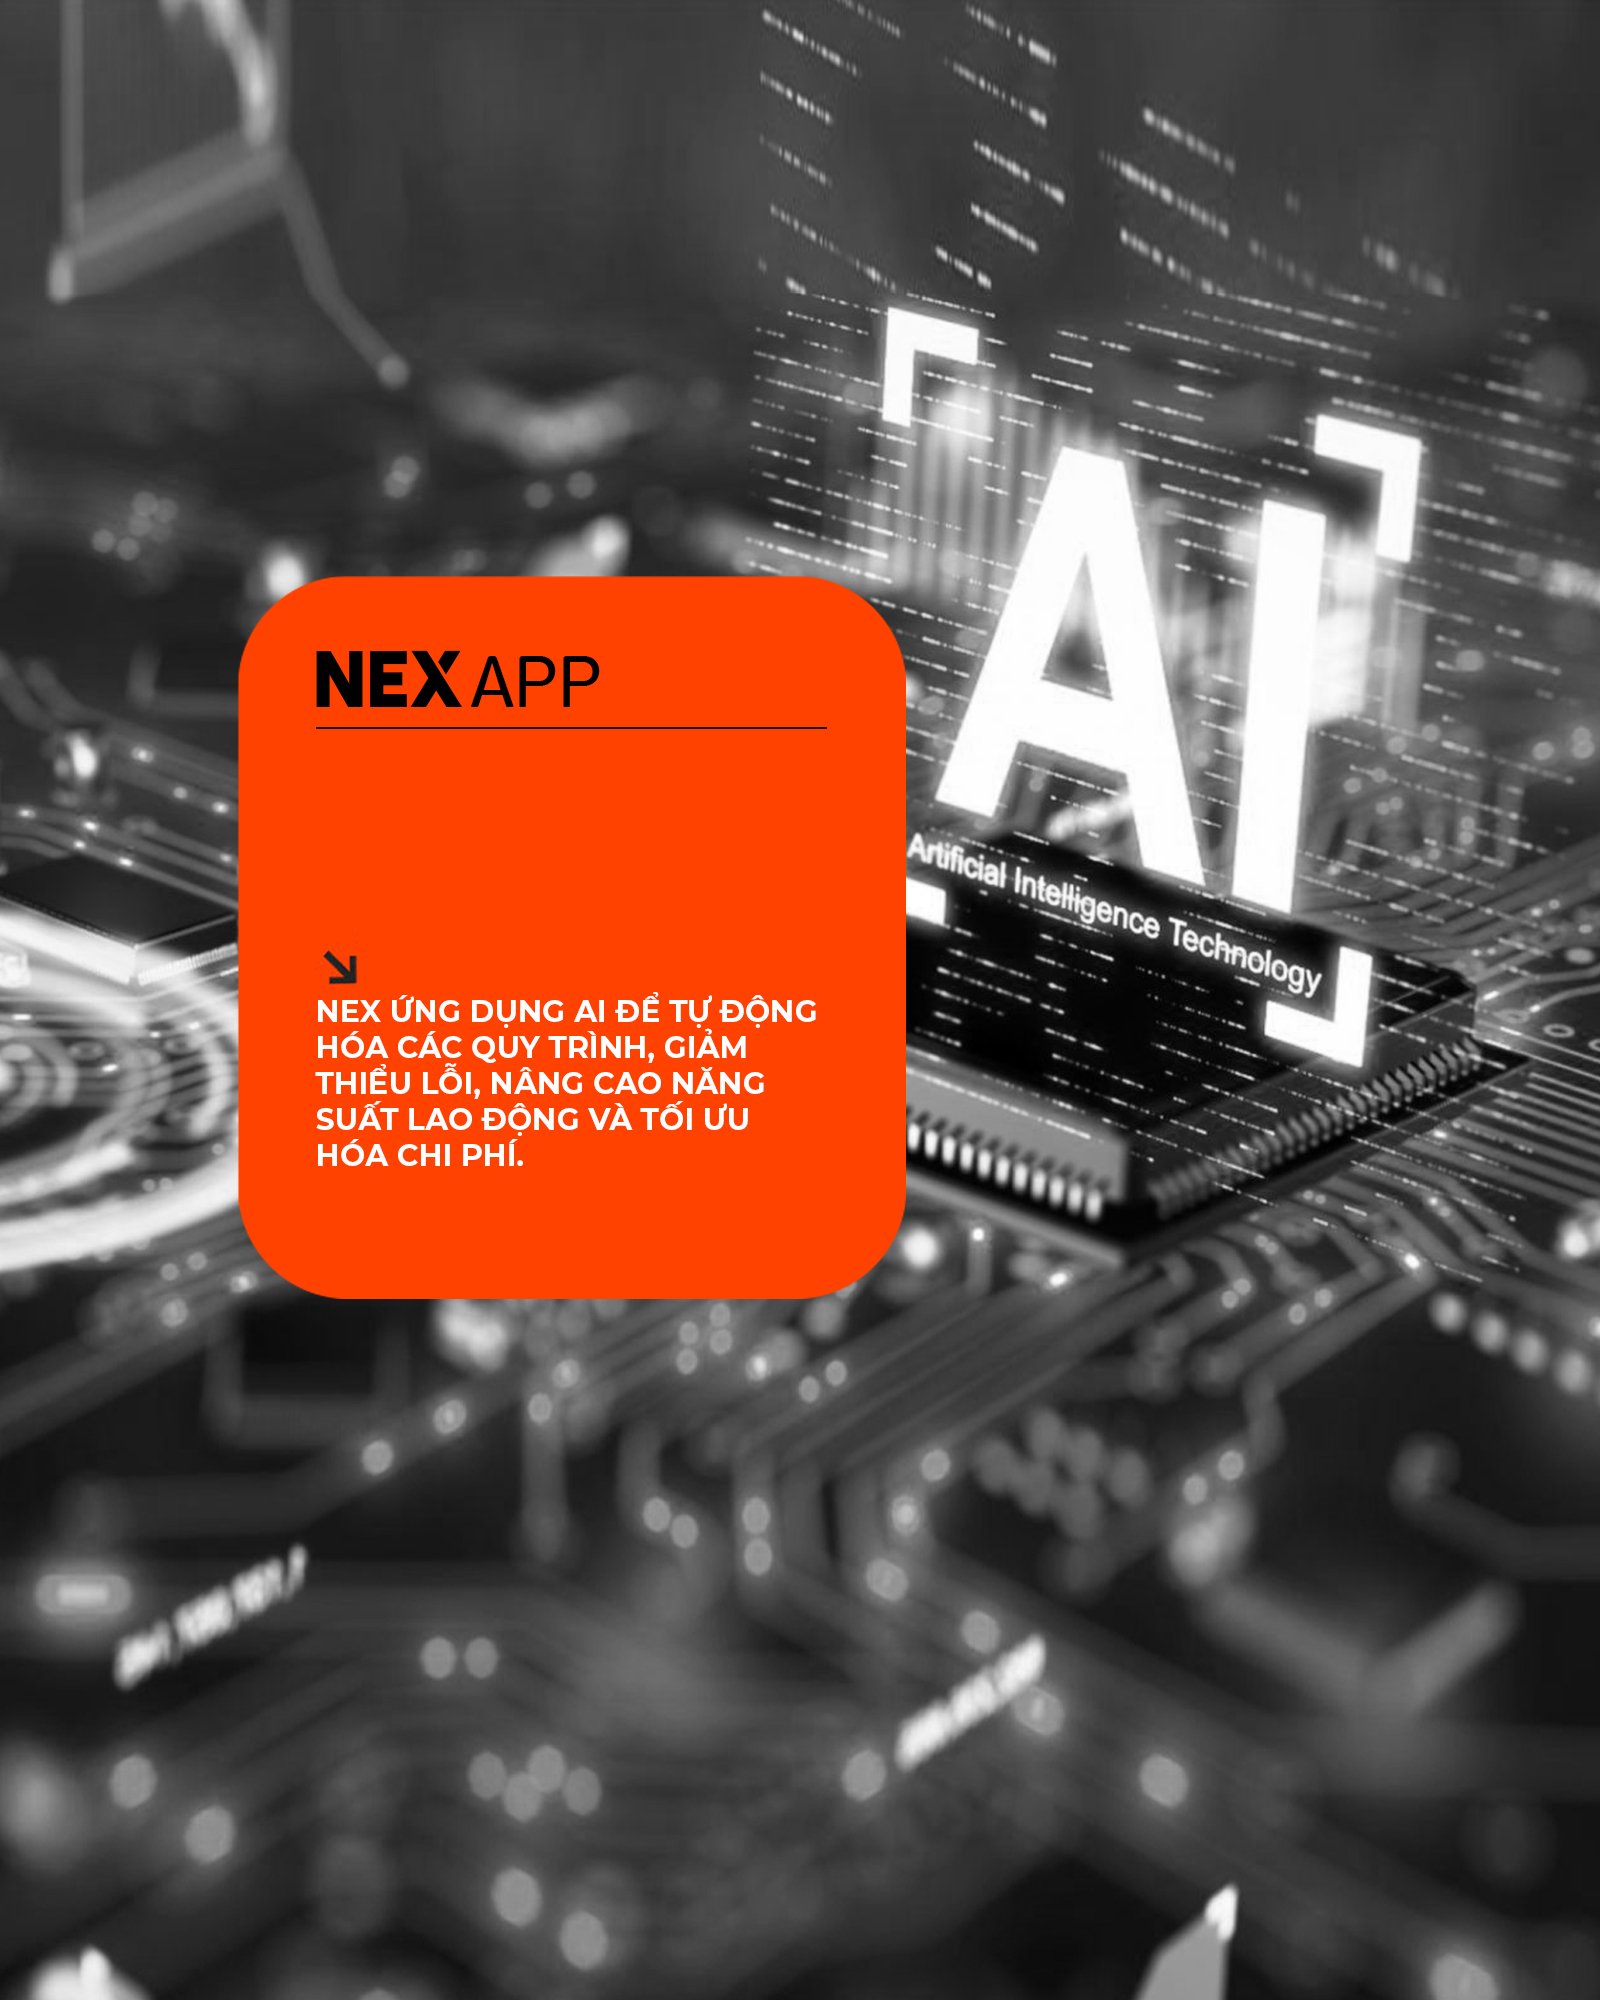 NEX APP
NEX ỨNG DỤNG AI ĐỂ TỰ ĐỘNG
HÓA CÁC QUY TRÌNH, GIẢM
THIỂU LỖI, NÂNG CAO NĂNG
SUẤT LAO ĐỘNG VÀ TỐI ƯU
HÓA CHI PHÍ.
AI
Artificial Intelligence Technology